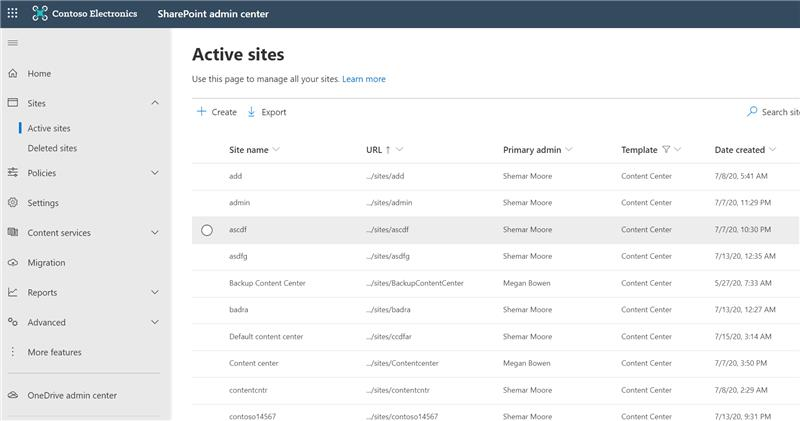 Contoso Electronics SharePoint admin center
Home
Sites
Active sites
Deleted sites
Policies
Settings
Content services
Migration
Reports
Advanced
More features
OneDrive admin center
Active sites
Use this page to manage all your sites. Learn more
Create Export Search site
Site name URL ↑ Primary admin Template Date created
add .../sites/add Shemar Moore Content Center 7/8/20, 5:41 AM
admin .../sites/admin Shemar Moore Content Center 7/7/20, 11:29 PM
ascdf .../sites/ascdf Shemar Moore Content Center 7/7/20, 10:30 PM
asdfg .../sites/asdfg Shemar Moore Content Center 7/13/20, 12:35 AM
Backup Content Center .../sites/BackupContentCenter Megan Bowen Content Center 5/27/20, 7:33 AM
badra .../sites/badra Shemar Moore Content Center 7/13/20, 12:27 AM
Default content center .../sites/ccdfar Shemar Moore Content Center 7/15/20, 3:14 AM
Content center .../sites/Contentcenter Megan Bowen Content Center 7/7/20, 3:50 PM
contentcntr .../sites/contentcntr Shemar Moore Content Center 7/8/20, 2:29 AM
contoso14567 .../sites/contoso14567 Shemar Moore Content Center 7/13/20, 9:31 PM